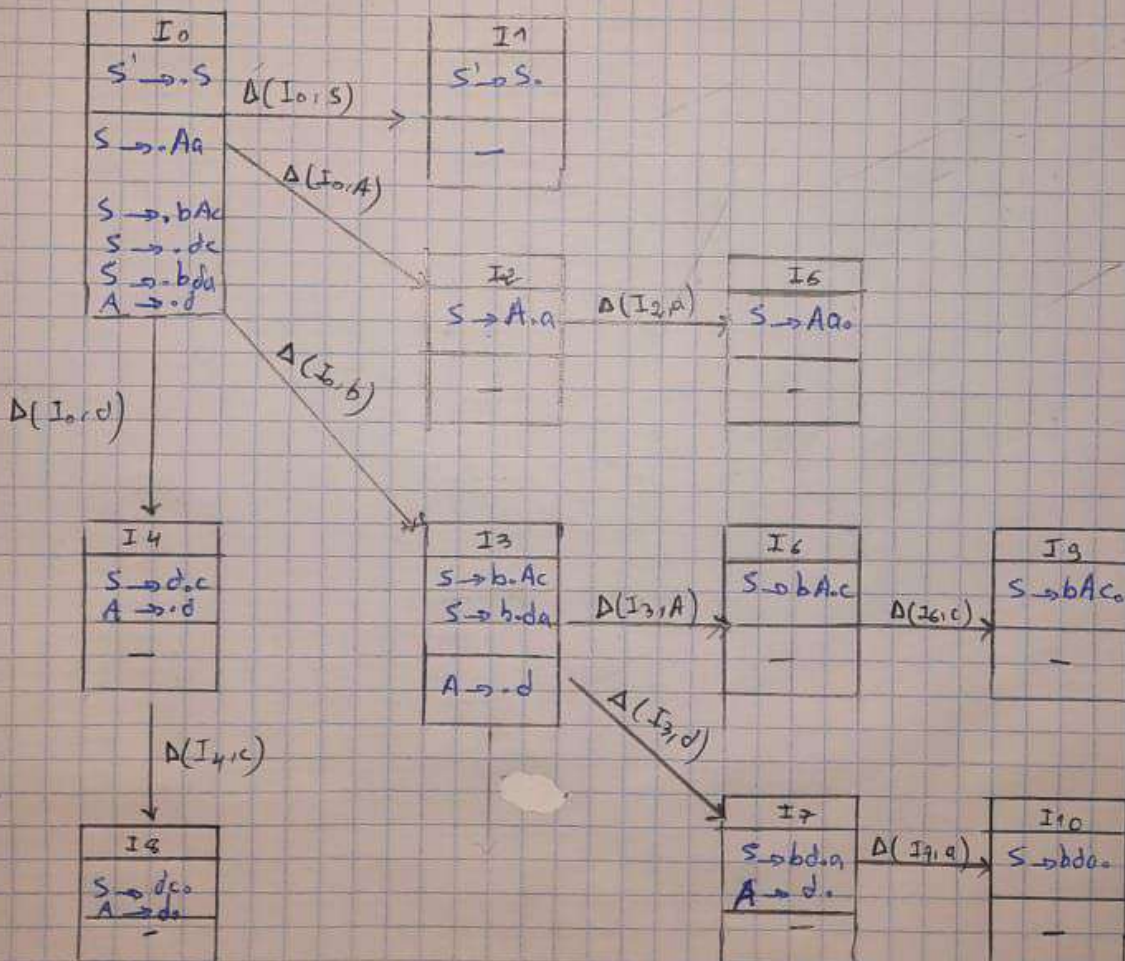 I0
S' → .S
S → .Aa
S → .bAc
S → .dc
S → .bda
A → .d
Δ(I0,S)
I1
S' → S.
—
Δ(I0,A)
I2
S → A.a
—
Δ(I2,a)
I5
S → Aa.
—
Δ(I0,b)
Δ(I0,d)
I4
S → d.c
A → .d
—
I3
S → b.Ac
S → b.da
A → .d
Δ(I3,A)
I6
S → bA.c
—
Δ(I6,c)
I9
S → bAc.
—
Δ(I3,d)
Δ(I4,c)
I8
S → dc.
A → d.
—
I7
S → bd.a
A → d.
—
Δ(I7,a)
I10
S → bda.
—